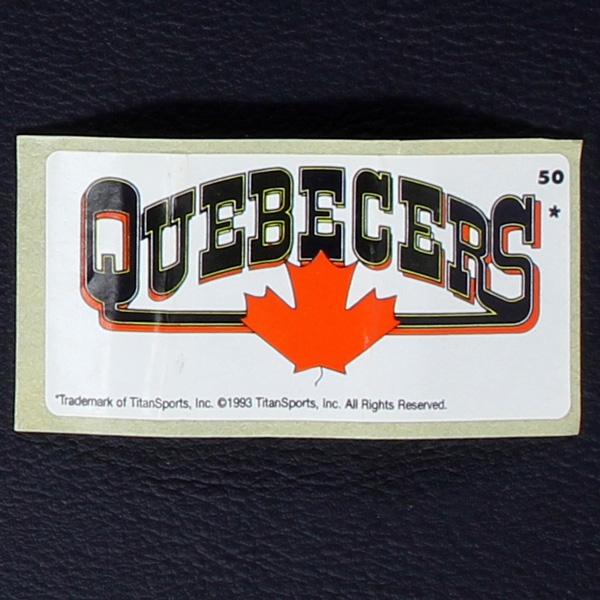 50
QUEBECERS*
*Trademark of TitanSports, Inc. ©1993 TitanSports, Inc. All Rights Reserved.